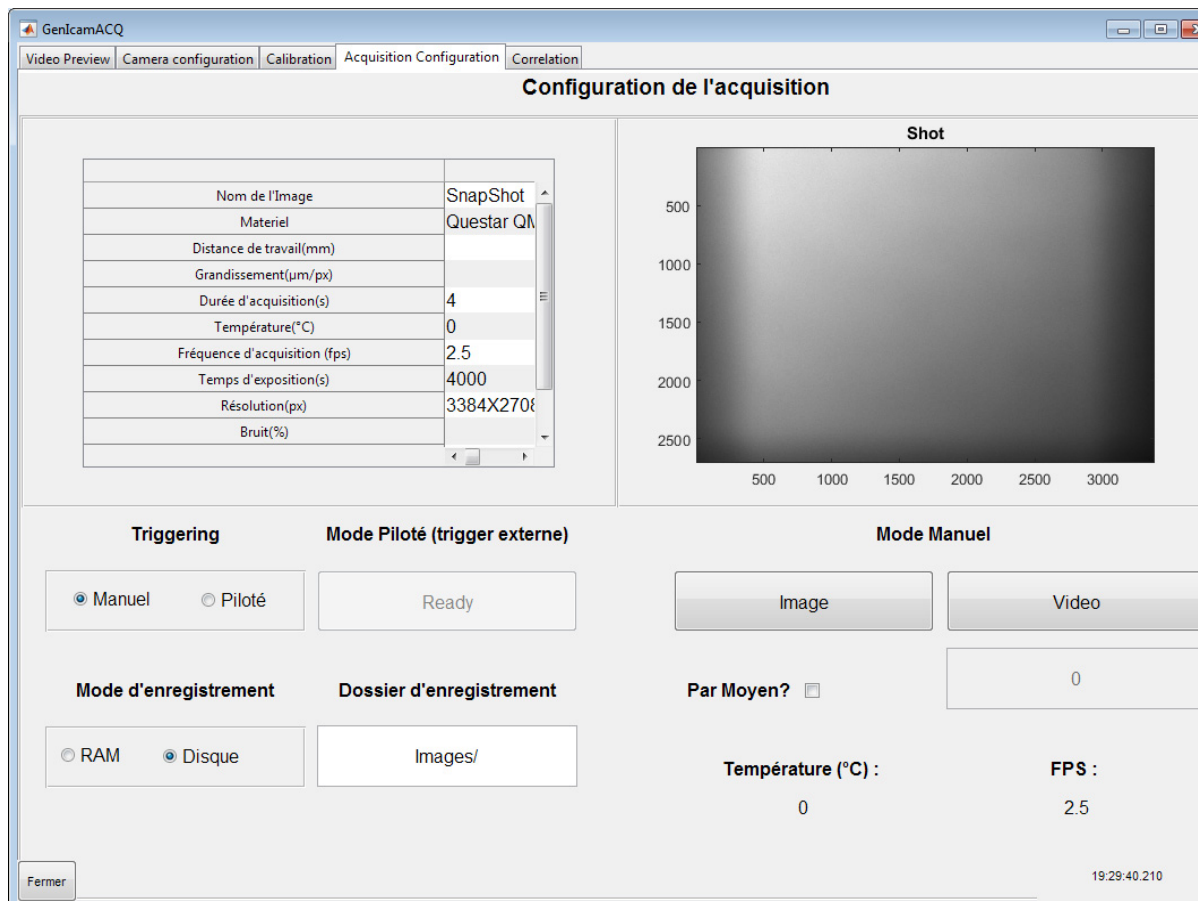 GenIcamACQ
Video Preview Camera configuration Calibration Acquisition Configuration Correlation
Configuration de l'acquisition
Nom de l'Image SnapShot
Materiel Questar QM
Distance de travail(mm)
Grandissement(µm/px)
Durée d'acquisition(s) 4
Température(°C) 0
Fréquence d'acquisition (fps) 2.5
Temps d'exposition(s) 4000
Résolution(px) 3384X2708
Bruit(%)
Shot
500
1000
1500
2000
2500
500 1000 1500 2000 2500 3000
Triggering Mode Piloté (trigger externe) Mode Manuel
Manuel Piloté Ready Image Video
Mode d'enregistrement Dossier d'enregistrement Par Moyen? 0
RAM Disque Images/
Température (°C) : FPS :
0 2.5
Fermer 19:29:40.210